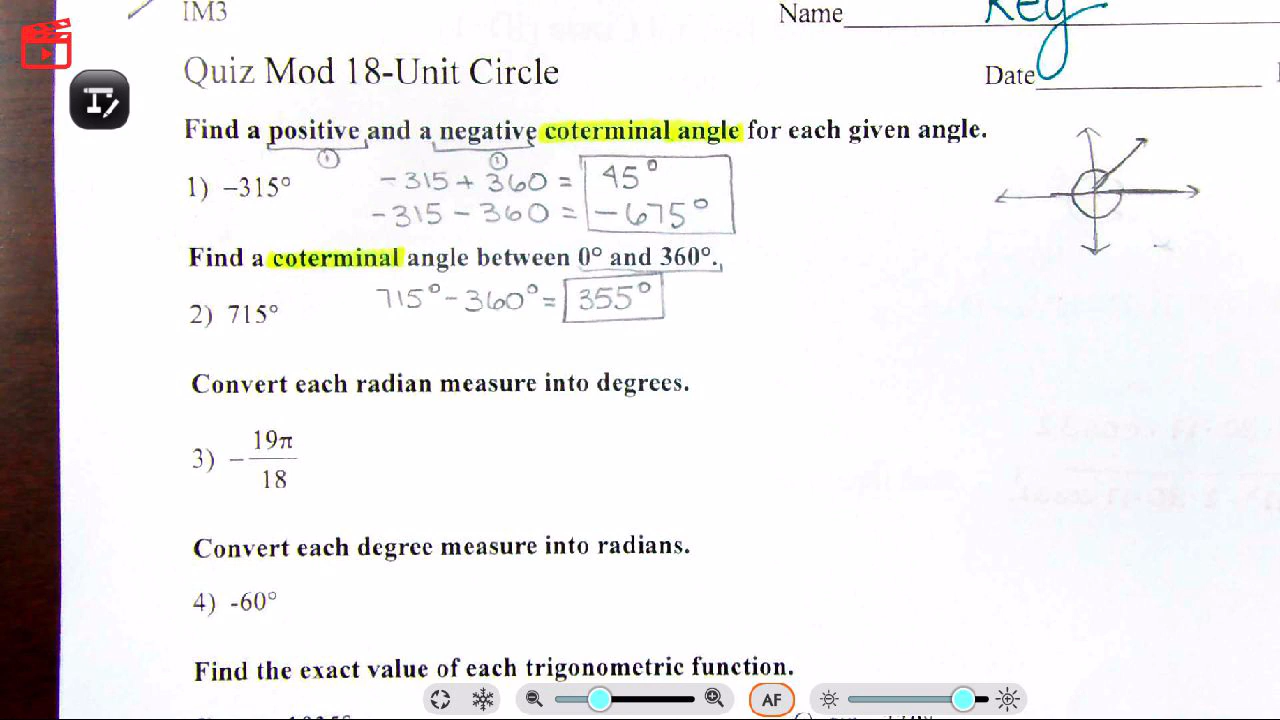 IM3
Name Key
Quiz Mod 18-Unit Circle
Date
Find a positive and a negative coterminal angle for each given angle.
① ①
1) −315° -315 + 360 = 45°
-315 - 360 = -675°
Find a coterminal angle between 0° and 360°.
2) 715° 715° - 360° = 355°
Convert each radian measure into degrees.
3) − 19π
18
Convert each degree measure into radians.
4) -60°
Find the exact value of each trigonometric function.
AF